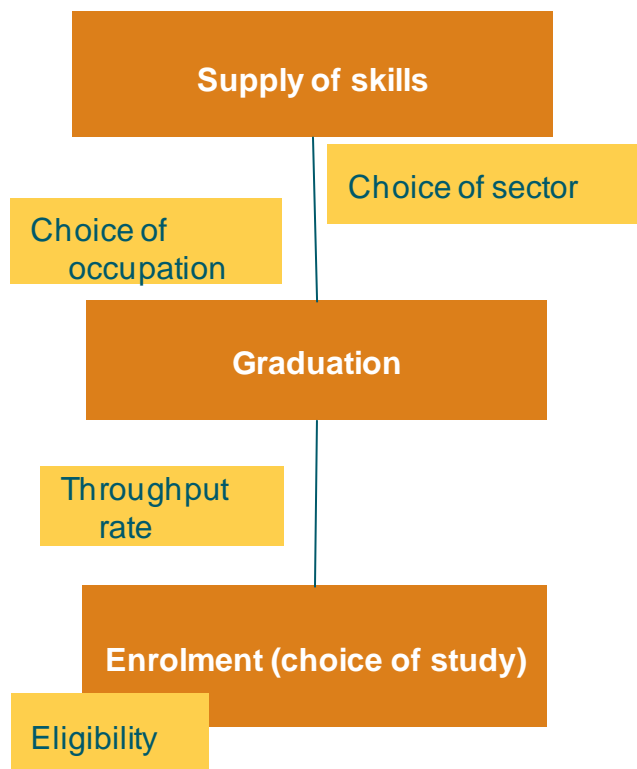 Supply of skills
Choice of sector
Choice of
occupation
Graduation
Throughput
rate
Enrolment (choice of study)
Eligibility